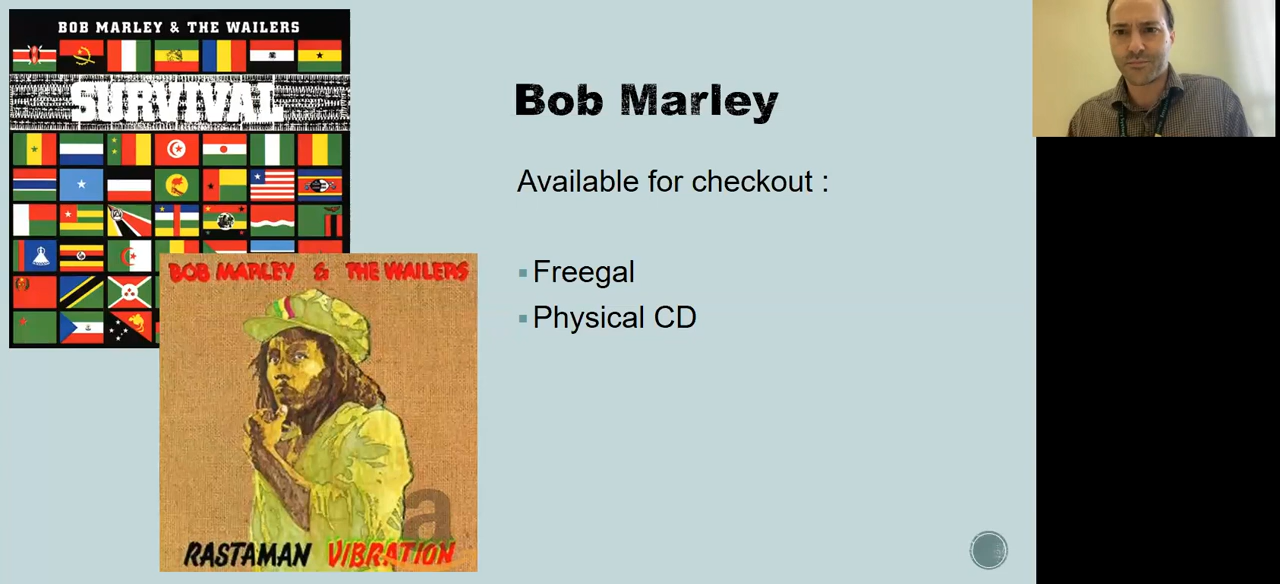 BOB MARLEY & THE WAILERS
SURVIVAL
BOB MARLEY & THE WAILERS
RASTAMAN VIBRATION
a
Bob Marley
Available for checkout :
Freegal
Physical CD